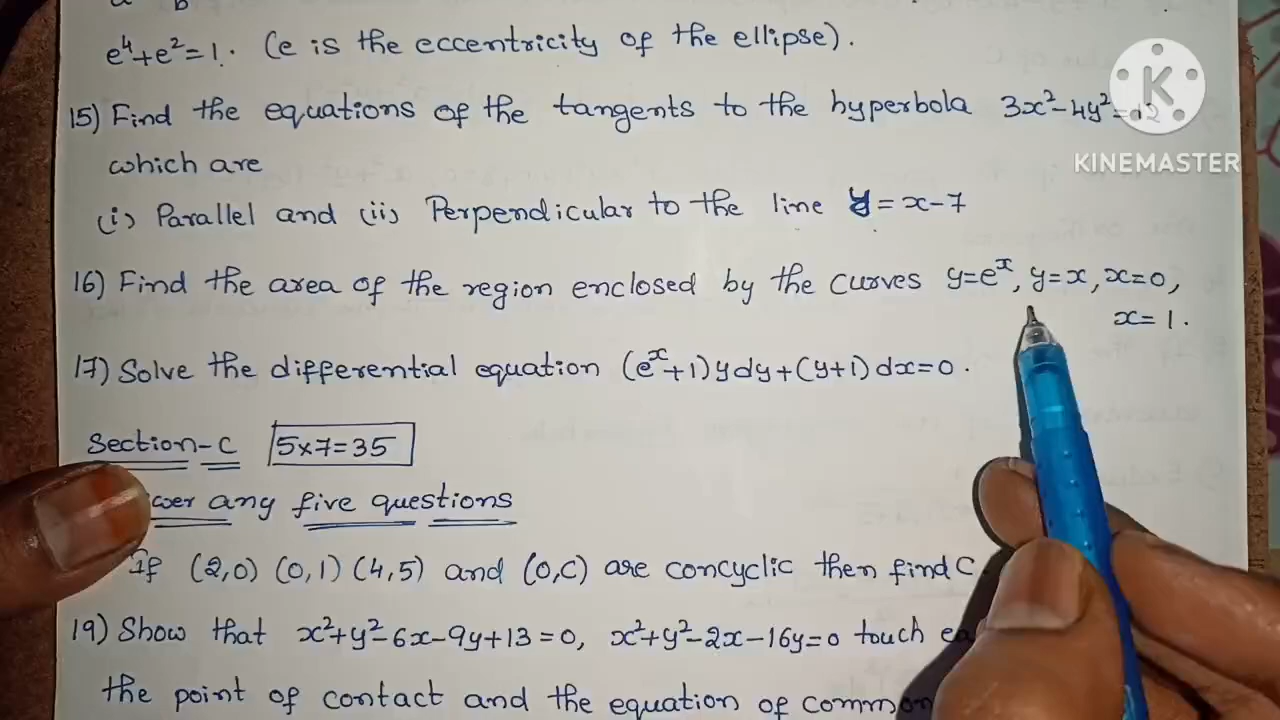 e⁴+e²=1. (e is the eccentricity of the ellipse).
15) Find the equations of the tangents to the hyperbola 3x²-4y²=12
KINEMASTER
which are
(i) Parallel and (ii) Perpendicular to the line y = x-7
16) Find the area of the region enclosed by the curves y=eˣ, y=x, x=0,
x=1.
17) Solve the differential equation (eˣ+1)ydy+(y+1)dx=0.
Section-C 5x7=35
any five questions
If (2,0) (0,1) (4,5) and (0,C) are concyclic then find C
19) Show that x²+y²-6x-9y+13=0, x²+y²-2x-16y=0 touch
the point of contact and the equation of common